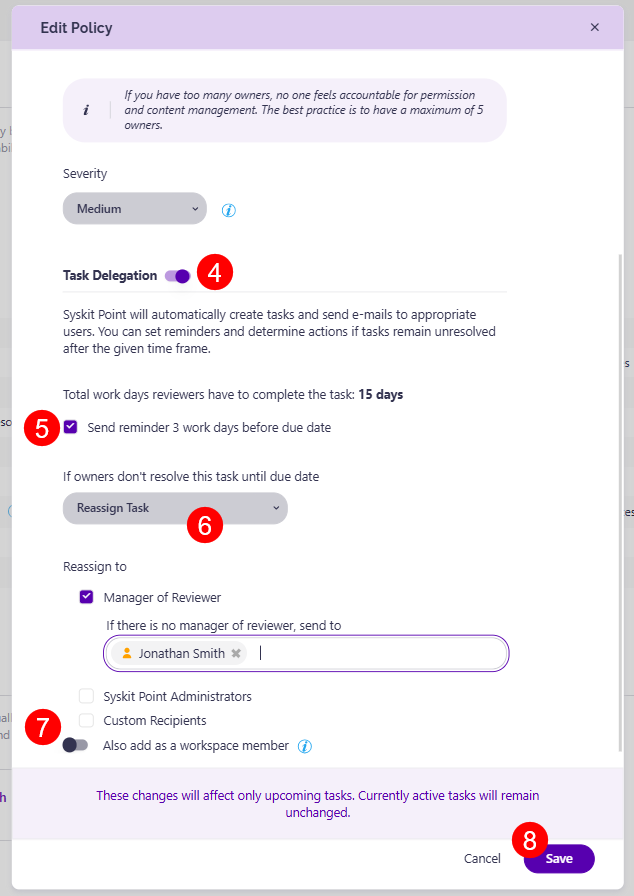 Edit Policy
If you have too many owners, no one feels accountable for permission
and content management. The best practice is to have a maximum of 5
owners.
Severity
Medium
Task Delegation
4
Syskit Point will automatically create tasks and send e-mails to appropriate
users. You can set reminders and determine actions if tasks remain unresolved
after the given time frame.
Total work days reviewers have to complete the task: 15 days
5
Send reminder 3 work days before due date
If owners don't resolve this task until due date
Reassign Task
6
Reassign to
Manager of Reviewer
If there is no manager of reviewer, send to
Jonathan Smith
Syskit Point Administrators
Custom Recipients
7
Also add as a workspace member
These changes will affect only upcoming tasks. Currently active tasks will remain
unchanged.
8
Cancel
Save